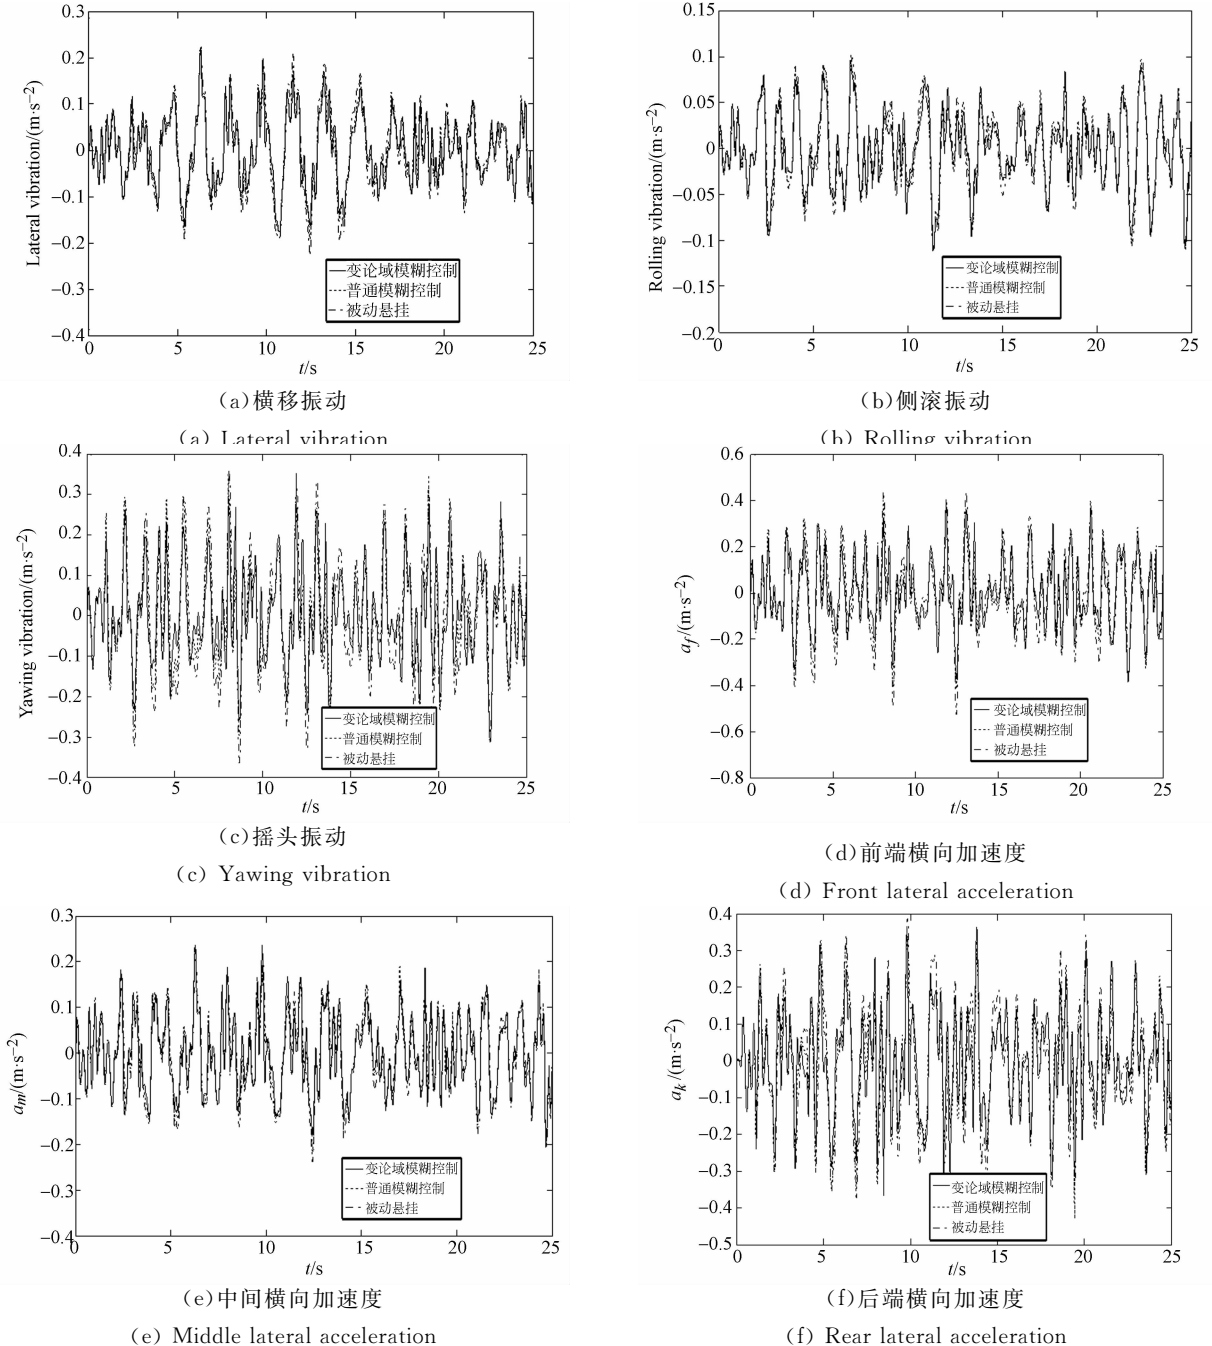 0.3
0.2
0.1
0
−0.1
−0.2
−0.3
−0.4
Lateral vibration/(m·s⁻²)
变论域模糊控制
普通模糊控制
被动悬挂
0 5 10 15 20 25
t/s
(a)横移振动
(a) Lateral vibration
0.15
0.1
0.05
0
−0.05
−0.1
−0.15
−0.2
Rolling vibration/(m·s⁻²)
变论域模糊控制
普通模糊控制
被动悬挂
0 5 10 15 20 25
t/s
(b)侧滚振动
(b) Rolling vibration
0.4
0.3
0.2
0.1
0
−0.1
−0.2
−0.3
−0.4
Yawing vibration/(m·s⁻²)
变论域模糊控制
普通模糊控制
被动悬挂
0 5 10 15 20 25
t/s
(c)摇头振动
(c) Yawing vibration
0.6
0.4
0.2
0
−0.2
−0.4
−0.6
−0.8
a_f/(m·s⁻²)
变论域模糊控制
普通模糊控制
被动悬挂
0 5 10 15 20 25
t/s
(d)前端横向加速度
(d) Front lateral acceleration
0.3
0.2
0.1
0
−0.1
−0.2
−0.3
−0.4
a_m/(m·s⁻²)
变论域模糊控制
普通模糊控制
被动悬挂
0 5 10 15 20 25
t/s
(e)中间横向加速度
(e) Middle lateral acceleration
0.4
0.3
0.2
0.1
0
−0.1
−0.2
−0.3
−0.4
−0.5
a_k/(m·s⁻²)
变论域模糊控制
普通模糊控制
被动悬挂
0 5 10 15 20 25
t/s
(f)后端横向加速度
(f) Rear lateral acceleration